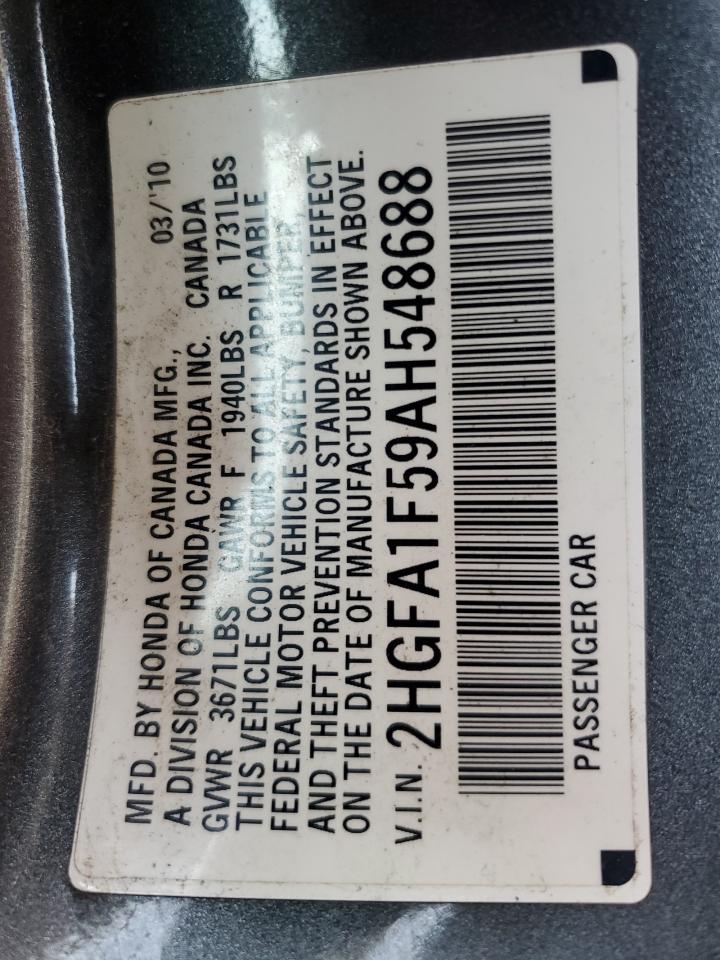 MFD. BY HONDA OF CANADA MFG., 03/'10
A DIVISION OF HONDA CANADA INC. CANADA
GVWR 3671LBS GAWR F 1940LBS R 1731LBS
THIS VEHICLE CONFORMS TO ALL APPLICABLE
FEDERAL MOTOR VEHICLE SAFETY, BUMPER,
AND THEFT PREVENTION STANDARDS IN EFFECT
ON THE DATE OF MANUFACTURE SHOWN ABOVE.
V.I.N. 2HGFA1F59AH548688
PASSENGER CAR